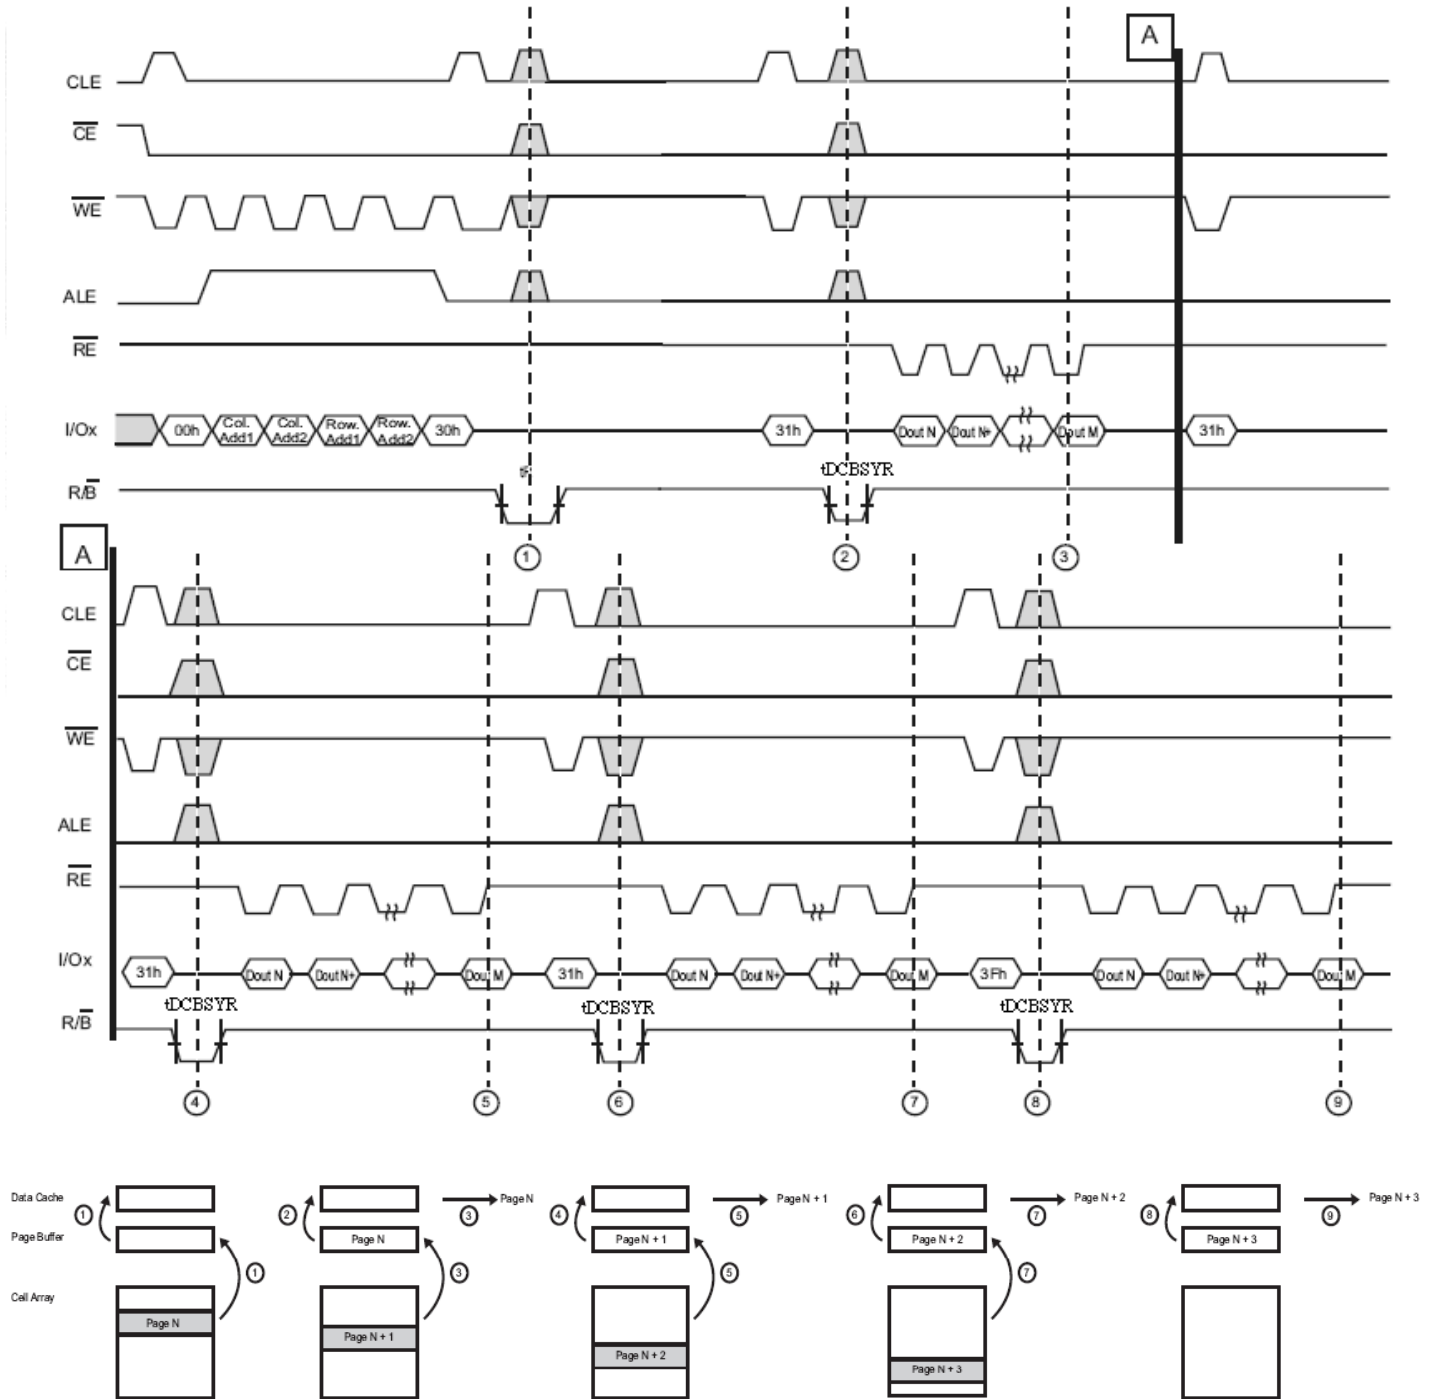 A
CLE
CE
WE
ALE
RE
I/Ox 00h Col. Add1 Col. Add2 Row. Add1 Row. Add2 30h 31h Dout N Dout N+ Dout M 31h
tDCBSYR
R/B
1 2 3
A
CLE
CE
WE
ALE
RE
I/Ox 31h Dout N Dout N+ Dout M 31h Dout N Dout N+ Dout M 3Fh Dout N Dout N+ Dout M
tDCBSYR tDCBSYR tDCBSYR
R/B
4 5 6 7 8 9
Data Cache 1 2 3 Page N 4 5 Page N + 1 6 7 Page N + 2 8 9 Page N + 3
Page Buffer Page N Page N + 1 Page N + 2 Page N + 3
1 3 5 7
Cell Array
Page N Page N + 1 Page N + 2 Page N + 3